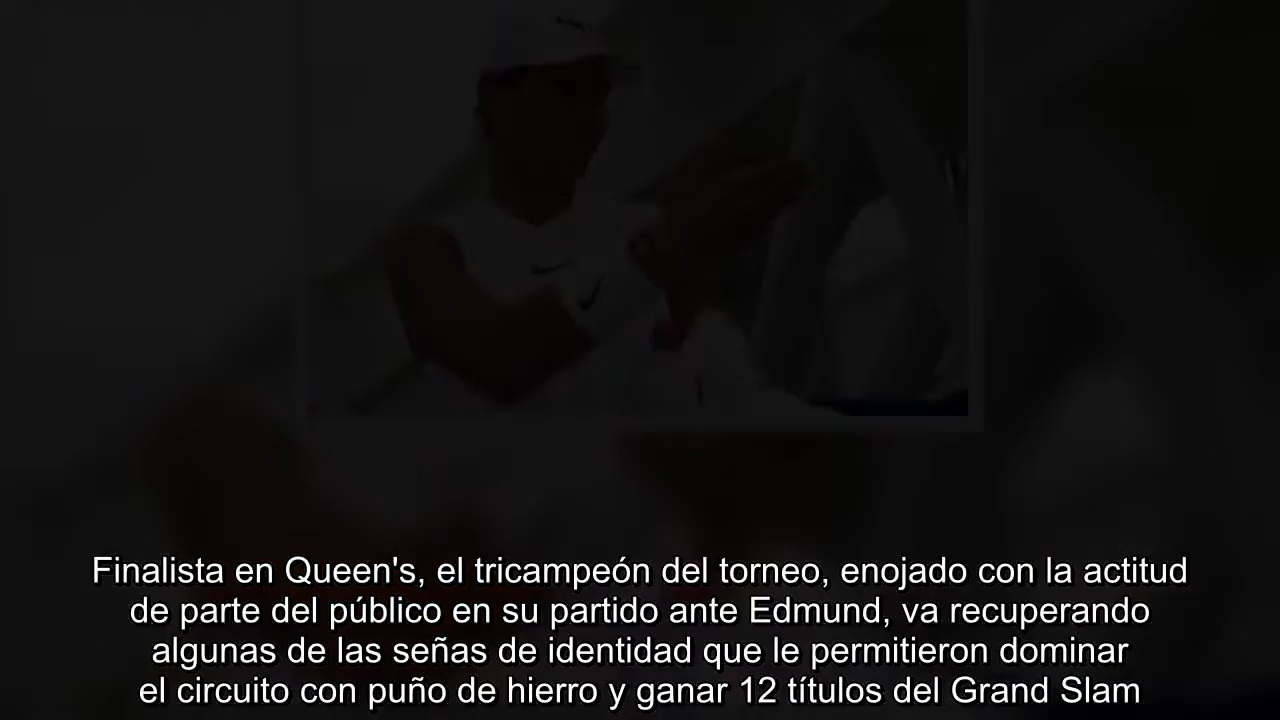 Finalista en Queen's, el tricampeón del torneo, enojado con la actitud
de parte del público en su partido ante Edmund, va recuperando
algunas de las señas de identidad que le permitieron dominar
el circuito con puño de hierro y ganar 12 títulos del Grand Slam